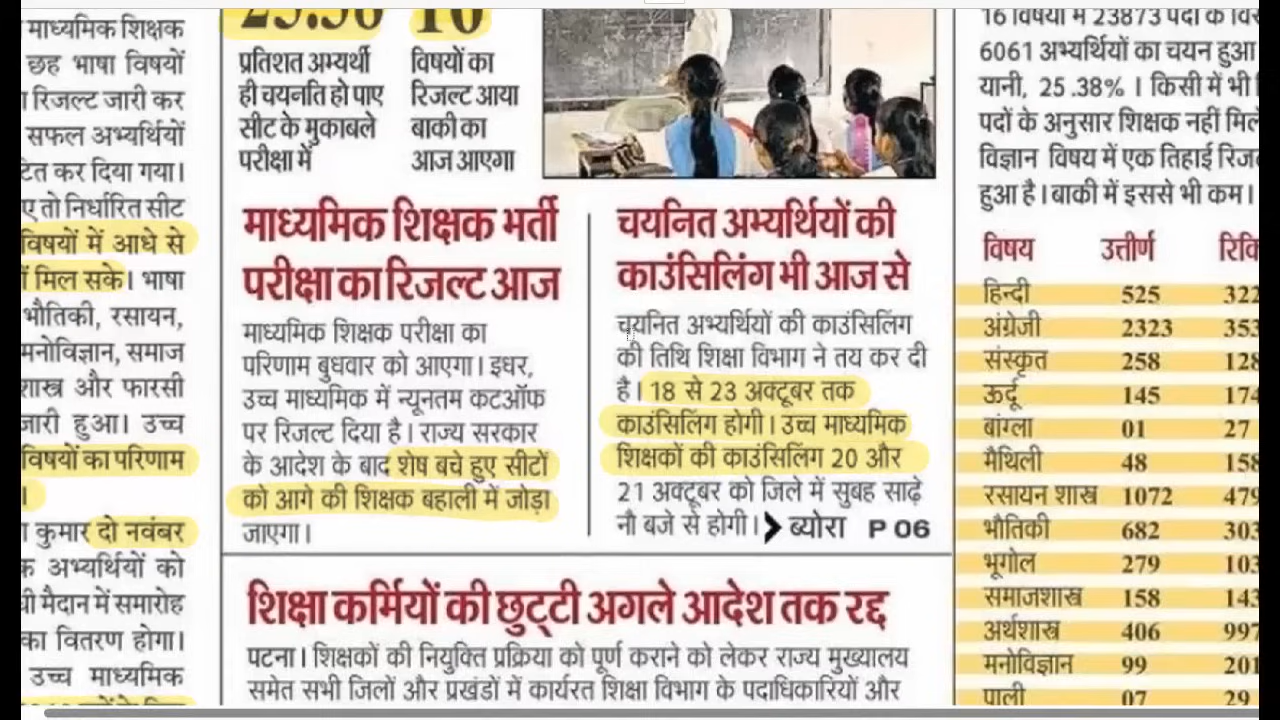 माध्यमिक शिक्षक
छह भाषा विषयों
रिजल्ट जारी कर
सफल अभ्यर्थियों
कर दिया गया।
तो निर्धारित सीट
विषयों में आधे से
मिल सके। भाषा
भौतिकी, रसायन,
मनोविज्ञान, समाज
और फारसी
जारी हुआ। उच्च
विषयों का परिणाम
कुमार दो नवंबर
अभ्यर्थियों को
मैदान में समारोह
का वितरण होगा।
उच्च माध्यमिक
प्रतिशत अभ्यर्थी
ही चयनति हो पाए
सीट के मुकाबले
परीक्षा में
16
विषयों का
रिजल्ट आया
बाकी का
आज आएगा
माध्यमिक शिक्षक भर्ती
परीक्षा का रिजल्ट आज
माध्यमिक शिक्षक परीक्षा का
परिणाम बुधवार को आएगा। इधर,
उच्च माध्यमिक में न्यूनतम कटऑफ
पर रिजल्ट दिया है। राज्य सरकार
के आदेश के बाद शेष बचे हुए सीटों
को आगे की शिक्षक बहाली में जोड़ा
जाएगा।
चयनित अभ्यर्थियों की
काउंसिलिंग भी आज से
चयनित अभ्यर्थियों की काउंसिलिंग
की तिथि शिक्षा विभाग ने तय कर दी
है। 18 से 23 अक्टूबर तक
काउंसिलिंग होगी। उच्च माध्यमिक
शिक्षकों की काउंसिलिंग 20 और
21 अक्टूबर को जिले में सुबह साढ़े
नौ बजे से होगी। ब्योरा P 06
शिक्षा कर्मियों की छुट्टी अगले आदेश तक रद्द
पटना। शिक्षकों की नियुक्ति प्रक्रिया को पूर्ण कराने को लेकर राज्य मुख्यालय
समेत सभी जिलों और प्रखंडों में कार्यरत शिक्षा विभाग के पदाधिकारियों और
16 विषयों में 23873 पदों के
6061 अभ्यर्थियों का चयन हुआ
यानी, 25.38% । किसी में भी
पदों के अनुसार शिक्षक नहीं
विज्ञान विषय में एक तिहाई
हुआ है। बाकी में इससे भी कम।
विषय उत्तीर्ण
हिन्दी 525
अंग्रेजी 2323
संस्कृत 258
ऊर्दू 145
बांग्ला 01
मैथिली 48
रसायन शास्त्र 1072
भौतिकी 682
भूगोल 279
समाजशास्त्र 158
अर्थशास्त्र 406
मनोविज्ञान 99
पाली 07